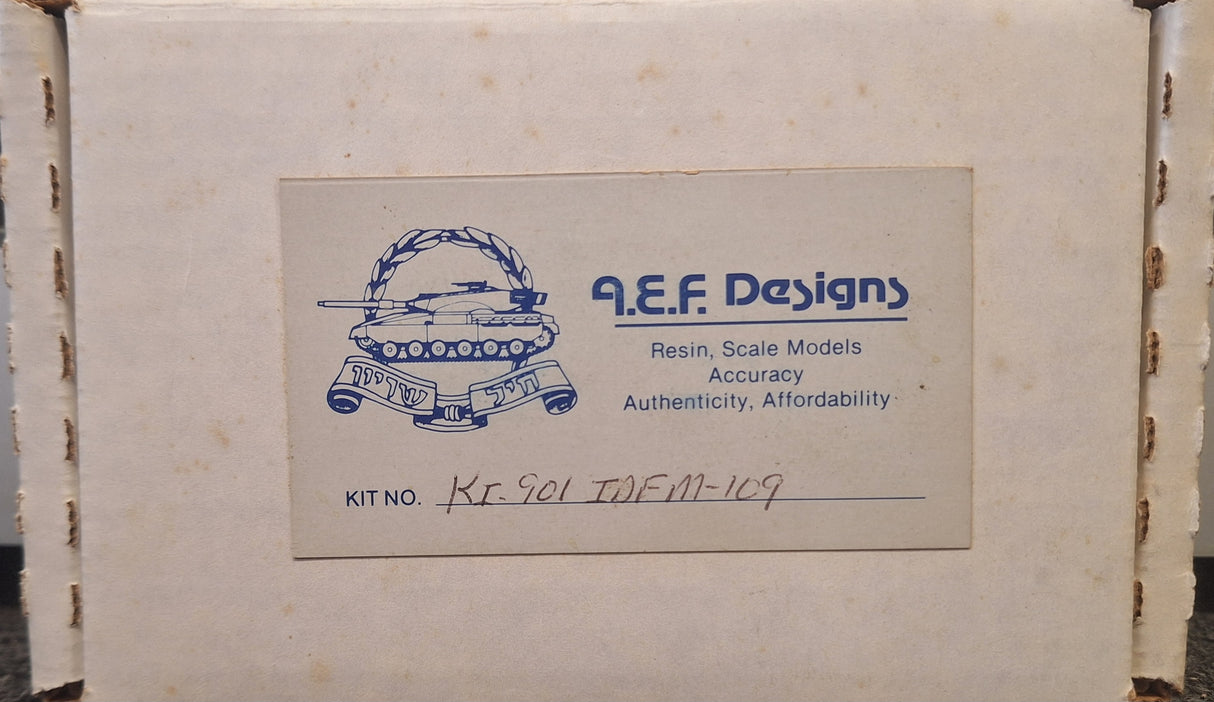 A.E.F. Designs
Resin, Scale Models
Accuracy
Authenticity, Affordability
חיל שריון
KIT NO. KI-901 IDF M-109